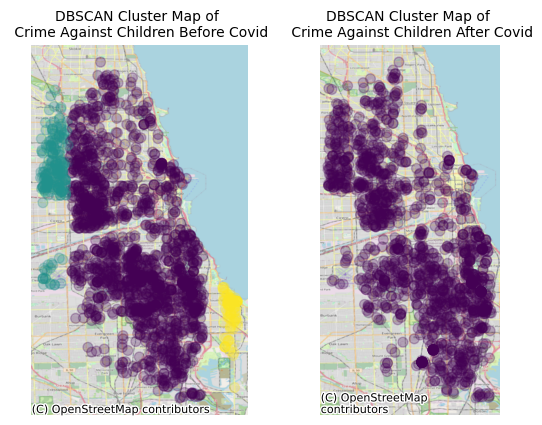 DBSCAN Cluster Map of
Crime Against Children Before Covid
DBSCAN Cluster Map of
Crime Against Children After Covid
(C) OpenStreetMap contributors
(C) OpenStreetMap
contributors